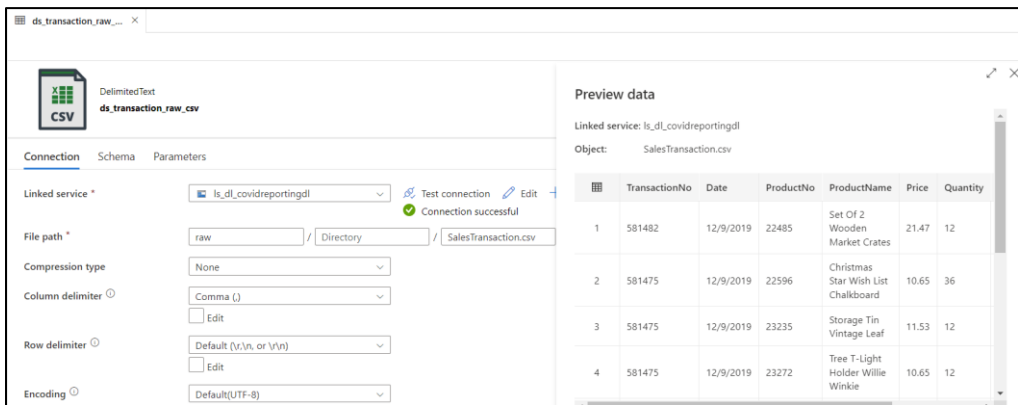 ds_transaction_raw_...
DelimitedText
ds_transaction_raw_csv
CSV
Connection Schema Parameters
Linked service * ls_dl_covidreportingdl Test connection Edit
Connection successful
File path * raw / Directory / SalesTransaction.csv
Compression type None
Column delimiter Comma (,)
Edit
Row delimiter Default (\r,\n, or \r\n)
Edit
Encoding Default(UTF-8)
Preview data
Linked service: ls_dl_covidreportingdl
Object: SalesTransaction.csv
TransactionNo Date ProductNo ProductName Price Quantity
1 581482 12/9/2019 22485 Set Of 2 Wooden Market Crates 21.47 12
2 581475 12/9/2019 22596 Christmas Star Wish List Chalkboard 10.65 36
3 581475 12/9/2019 23235 Storage Tin Vintage Leaf 11.53 12
4 581475 12/9/2019 23272 Tree T-Light Holder Willie Winkie 10.65 12